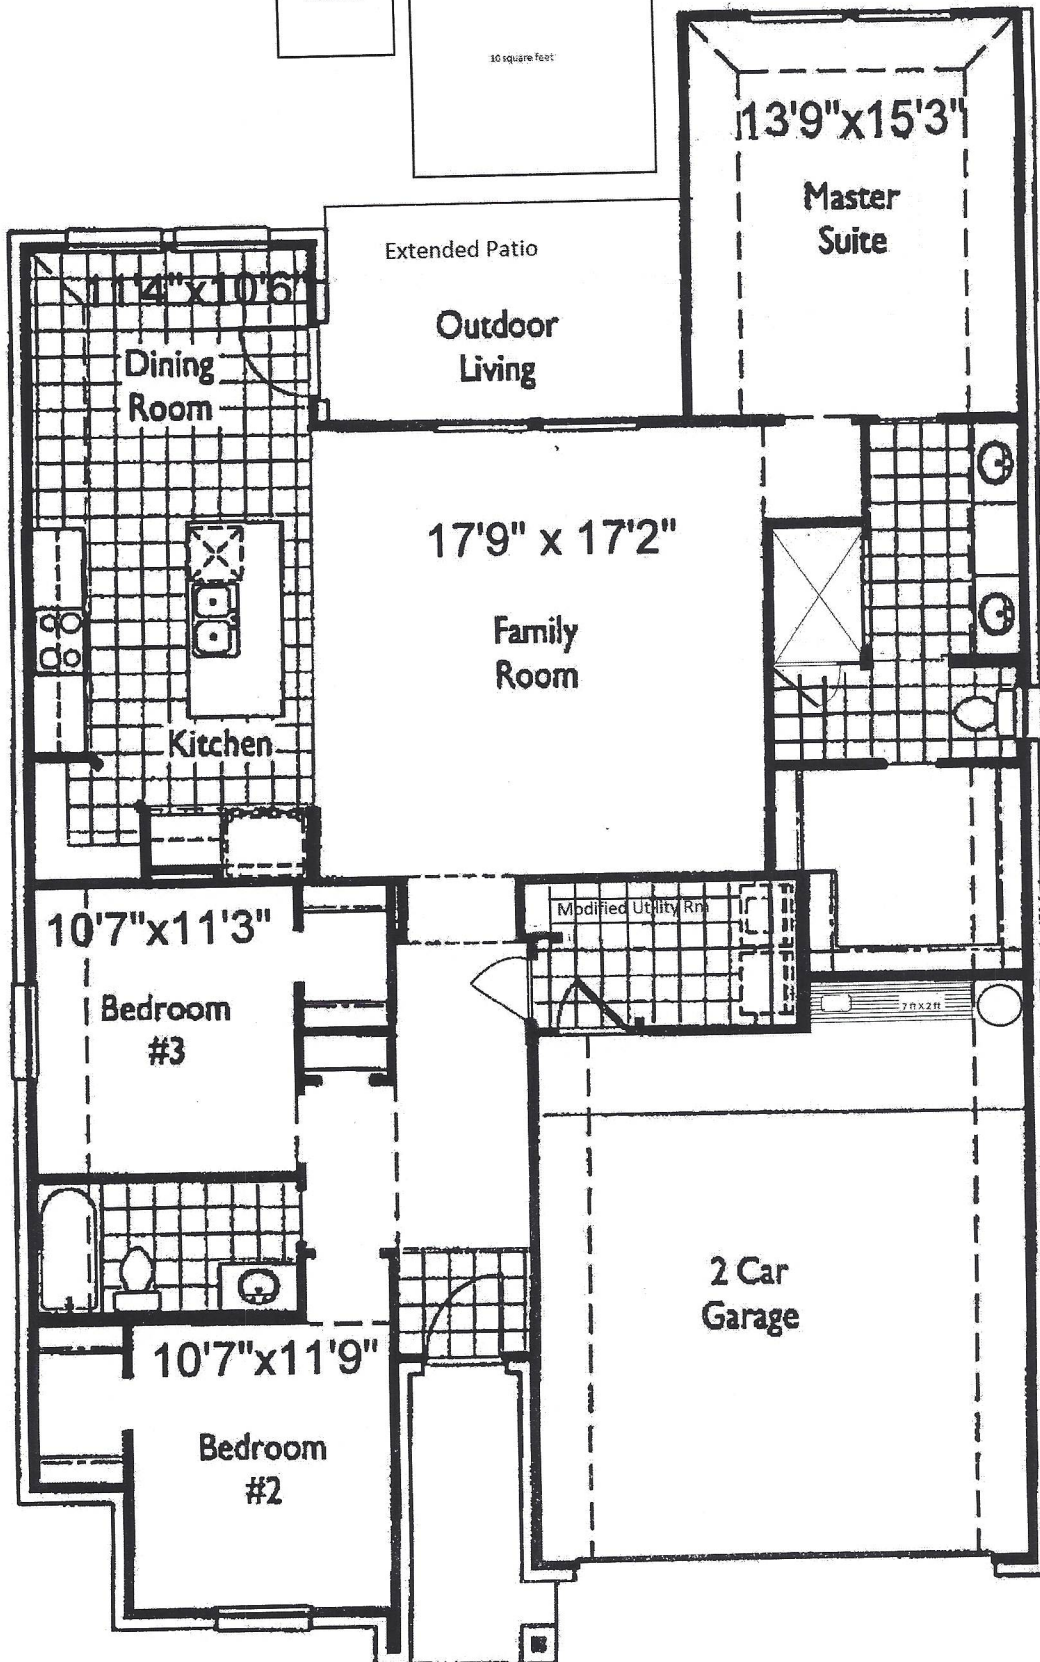 10 square feet
13'9"x15'3"
Master
Suite
Extended Patio
Outdoor
Living
11'4"x10'6"
Dining
Room
17'9" x 17'2"
Family
Room
Kitchen
Modified Utility Rm
10'7"x11'3"
Bedroom
#3
7 ft X 2 ft
2 Car
Garage
10'7"x11'9"
Bedroom
#2